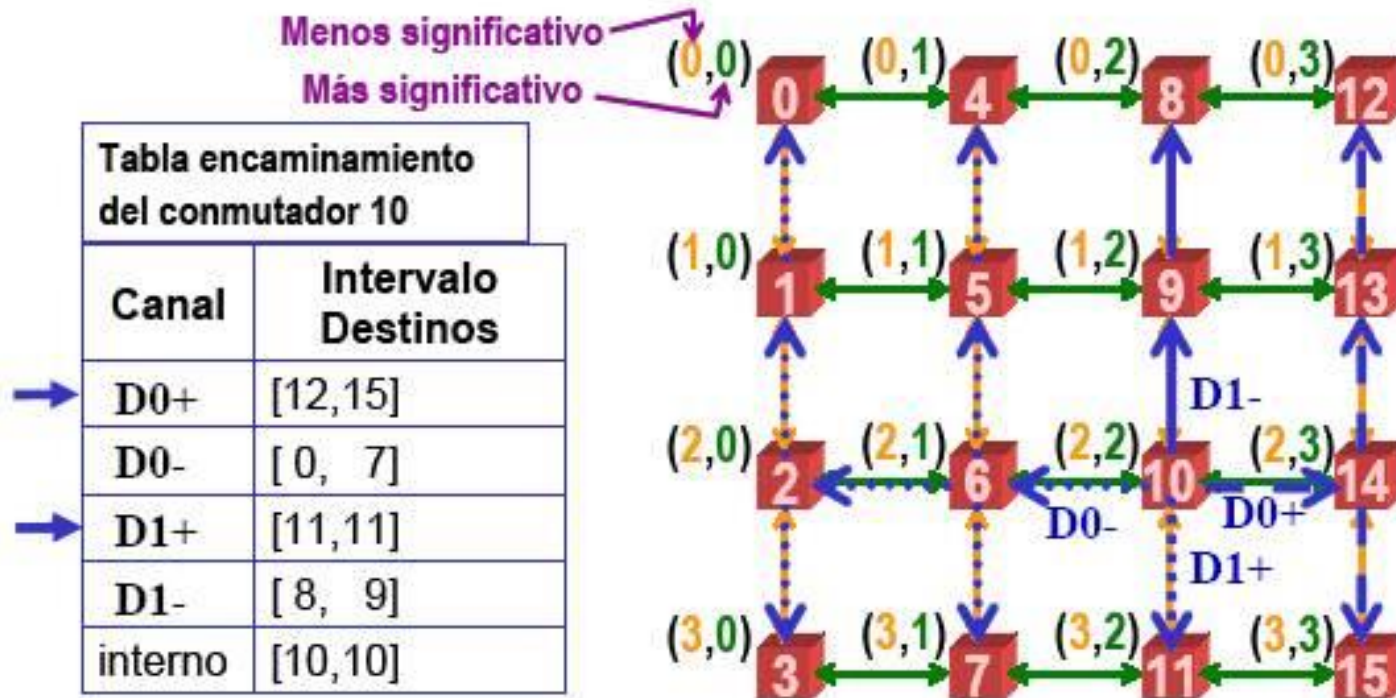 Menos significativo
Más significativo
Tabla encaminamiento
del conmutador 10
Canal
Intervalo
Destinos
D0+ [12,15]
D0- [ 0, 7]
D1+ [11,11]
D1- [ 8, 9]
interno [10,10]
(0,0) (0,1) (0,2) (0,3)
0 4 8 12
(1,0) (1,1) (1,2) (1,3)
1 5 9 13
D1-
(2,0) (2,1) (2,2) (2,3)
2 6 10 14
D0- D0+
D1+
(3,0) (3,1) (3,2) (3,3)
3 7 11 15